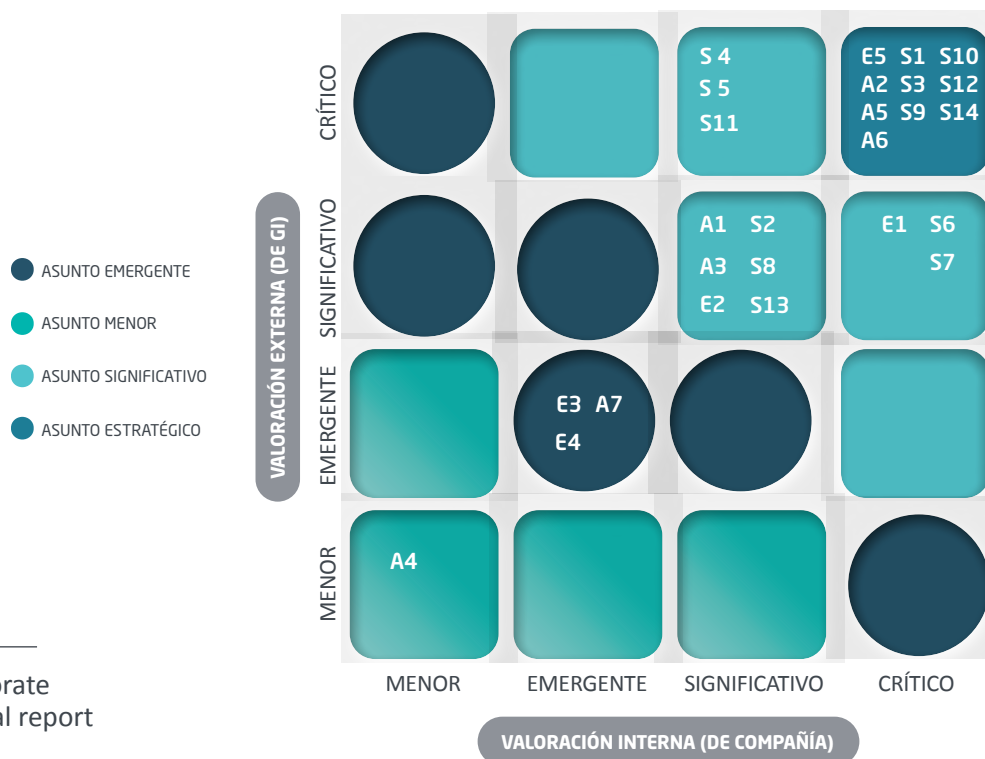 ASUNTO EMERGENTE
ASUNTO MENOR
ASUNTO SIGNIFICATIVO
ASUNTO ESTRATÉGICO
VALORACIÓN EXTERNA (DE GI)
CRÍTICO
S 4
S 5
S11
E5 S1 S10
A2 S3 S12
A5 S9 S14
A6
SIGNIFICATIVO
A1 S2
A3 S8
E2 S13
E1 S6
S7
EMERGENTE
E3 A7
E4
MENOR
A4
MENOR EMERGENTE SIGNIFICATIVO CRÍTICO
VALORACIÓN INTERNA (DE COMPAÑÍA)
al report